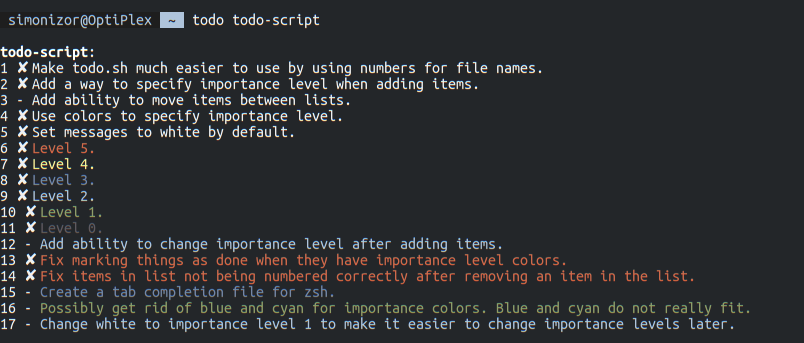 simonizor@OptiPlex ~ todo todo-script
todo-script:
1 ✘ Make todo.sh much easier to use by using numbers for file names.
2 ✘ Add a way to specify importance level when adding items.
3 - Add ability to move items between lists.
4 ✘ Use colors to specify importance level.
5 ✘ Set messages to white by default.
6 ✘ Level 5.
7 ✘ Level 4.
8 ✘ Level 3.
9 ✘ Level 2.
10 ✘ Level 1.
11 ✘ Level 0.
12 - Add ability to change importance level after adding items.
13 ✘ Fix marking things as done when they have importance level colors.
14 ✘ Fix items in list not being numbered correctly after removing an item in the list.
15 - Create a tab completion file for zsh.
16 - Possibly get rid of blue and cyan for importance colors. Blue and cyan do not really fit.
17 - Change white to importance level 1 to make it easier to change importance levels later.